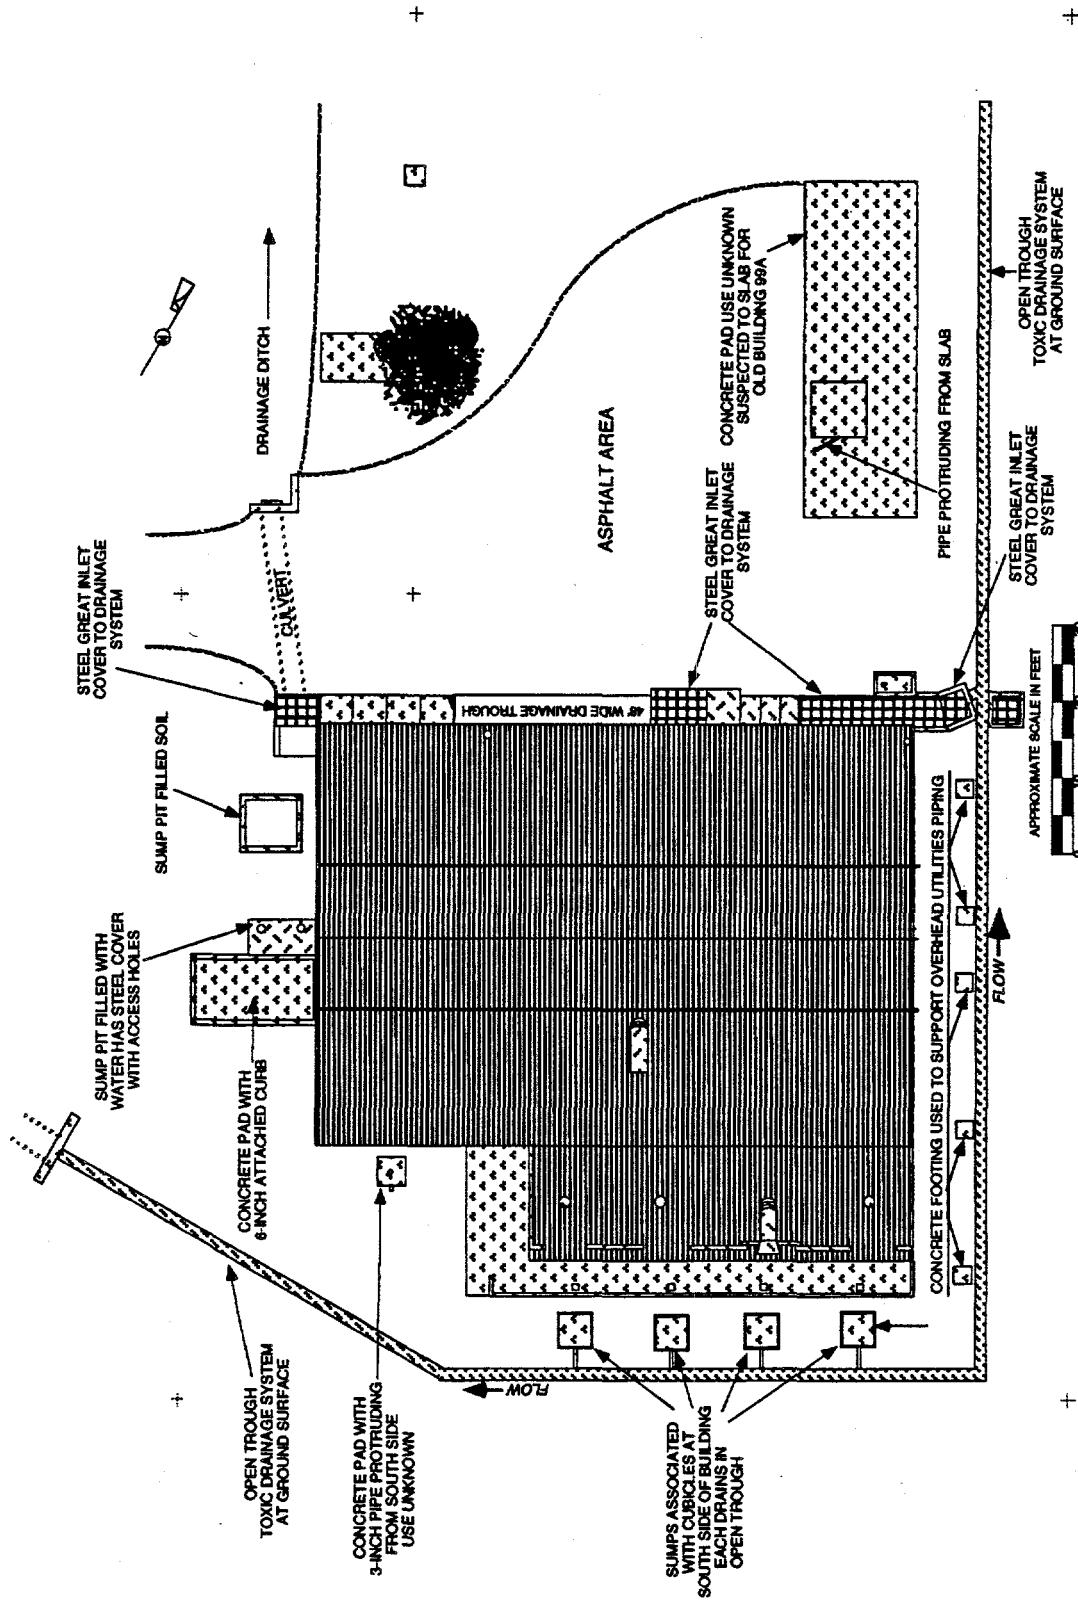 OPEN TROUGH
TOXIC DRAINAGE SYSTEM
AT GROUND SURFACE
CONCRETE PAD WITH
6-INCH ATTACHED CURB
SUMP PIT FILLED WITH
WATER HAS STEEL COVER
WITH ACCESS HOLES
SUMP PIT FILLED SOIL
STEEL GREAT INLET
COVER TO DRAINAGE
SYSTEM
CULVERT
DRAINAGE DITCH
N
CONCRETE PAD WITH
3-INCH PIPE PROTRUDING
FROM SOUTH SIDE
USE UNKNOWN
FLOW
48' WIDE DRAINAGE TROUGH
ASPHALT AREA
SUMPS ASSOCIATED
WITH CUBICLES AT
SOUTH SIDE OF BUILDING
EACH DRAINS IN
OPEN TROUGH
STEEL GREAT INLET
COVER TO DRAINAGE
SYSTEM
CONCRETE PAD USE UNKNOWN
SUSPECTED TO SLAB FOR
OLD BUILDING 99A
CONCRETE FOOTING USED TO SUPPORT OVERHEAD UTILITIES PIPING
PIPE PROTRUDING FROM SLAB
FLOW
APPROXIMATE SCALE IN FEET
STEEL GREAT INLET
COVER TO DRAINAGE
SYSTEM
OPEN TROUGH
TOXIC DRAINAGE SYSTEM
AT GROUND SURFACE